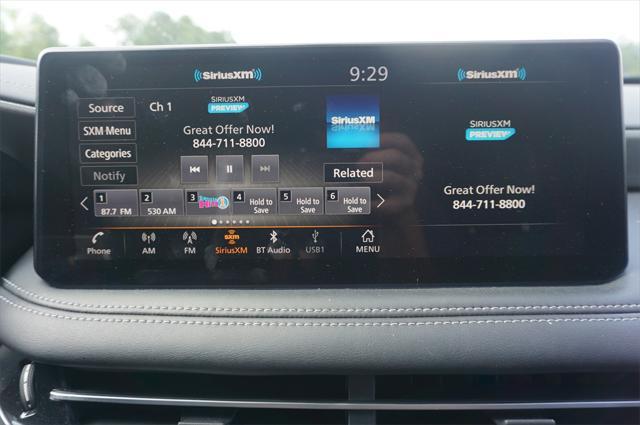 SiriusXM
9:29
SiriusXM
Source
Ch 1
SIRIUSXM
PREVIEW
SiriusXM
SXM Menu
Great Offer Now!
844-711-8800
Categories
Notify
Related
1
87.7 FM
2
530 AM
3
4
Hold to
Save
5
Hold to
Save
6
Hold to
Save
Phone
AM
FM
sxm
SiriusXM
BT Audio
USB1
MENU
SIRIUSXM
PREVIEW
Great Offer Now!
844-711-8800